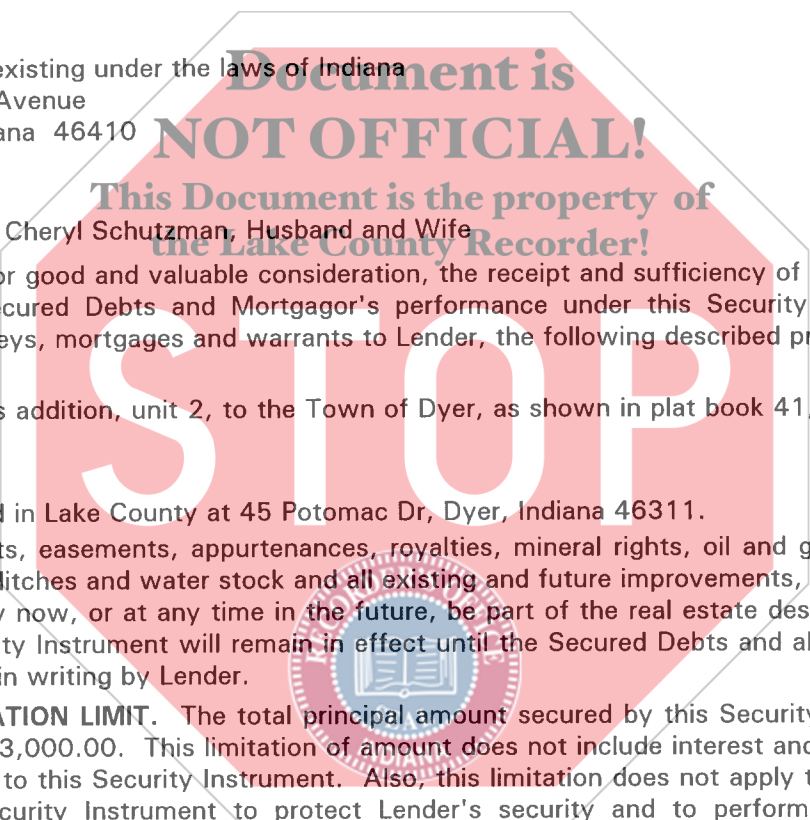 existing under the laws of Indiana
Document is
Avenue
ana 46410
NOT OFFICIAL!
This Document is the property of
Cheryl Schutzman, Husband and Wife
the Lake County Recorder!
or good and valuable consideration, the receipt and sufficiency of
ecured Debts and Mortgagor's performance under this Security
eys, mortgages and warrants to Lender, the following described pr
STOP
s addition, unit 2, to the Town of Dyer, as shown in plat book 41,
d in Lake County at 45 Potomac Dr, Dyer, Indiana 46311.
ts, easements, appurtenances, royalties, mineral rights, oil and g
ditches and water stock and all existing and future improvements,
y now, or at any time in the future, be part of the real estate des
ty Instrument will remain in effect until the Secured Debts and al
in writing by Lender.
ATION LIMIT. The total principal amount secured by this Security
3,000.00. This limitation of amount does not include interest and
to this Security Instrument. Also, this limitation does not apply t
ecurity Instrument to protect Lender's security and to perform
INDIANA